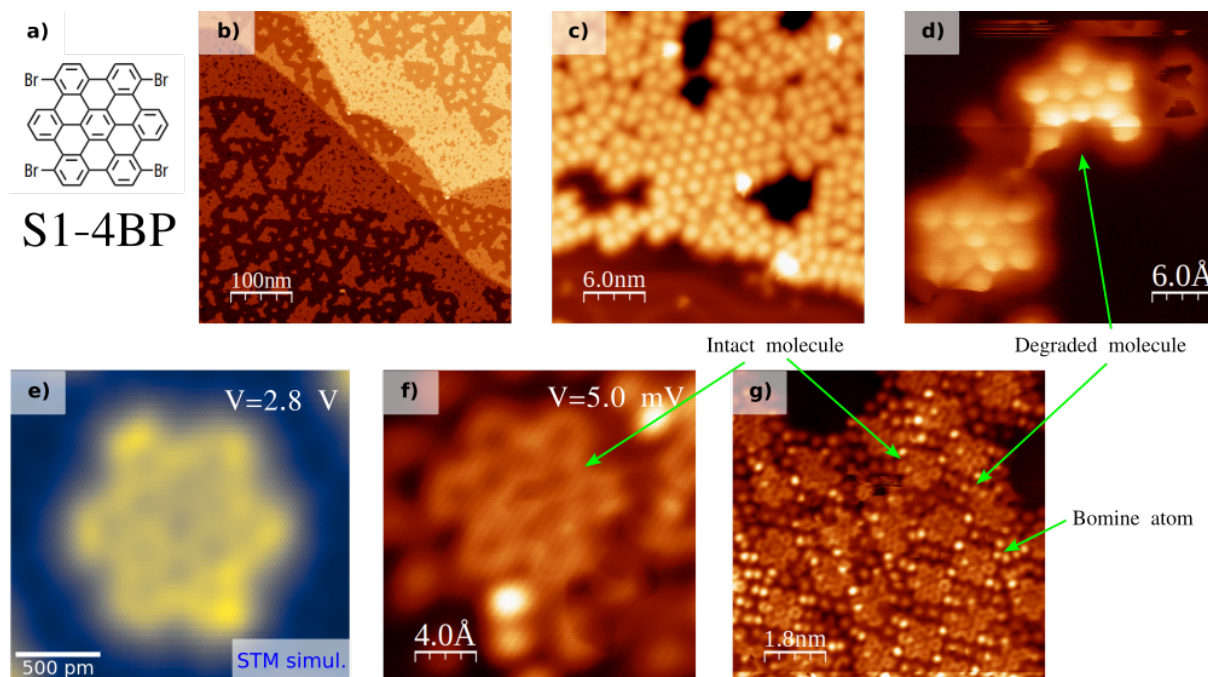 a)
Br
Br
Br
Br
S1-4BP
b)
100nm
c)
6.0nm
d)
6.0Å
Intact molecule
Degraded molecule
e)
V=2.8 V
500 pm
STM simul.
f)
V=5.0 mV
4.0Å
g)
Bomine atom
1.8nm